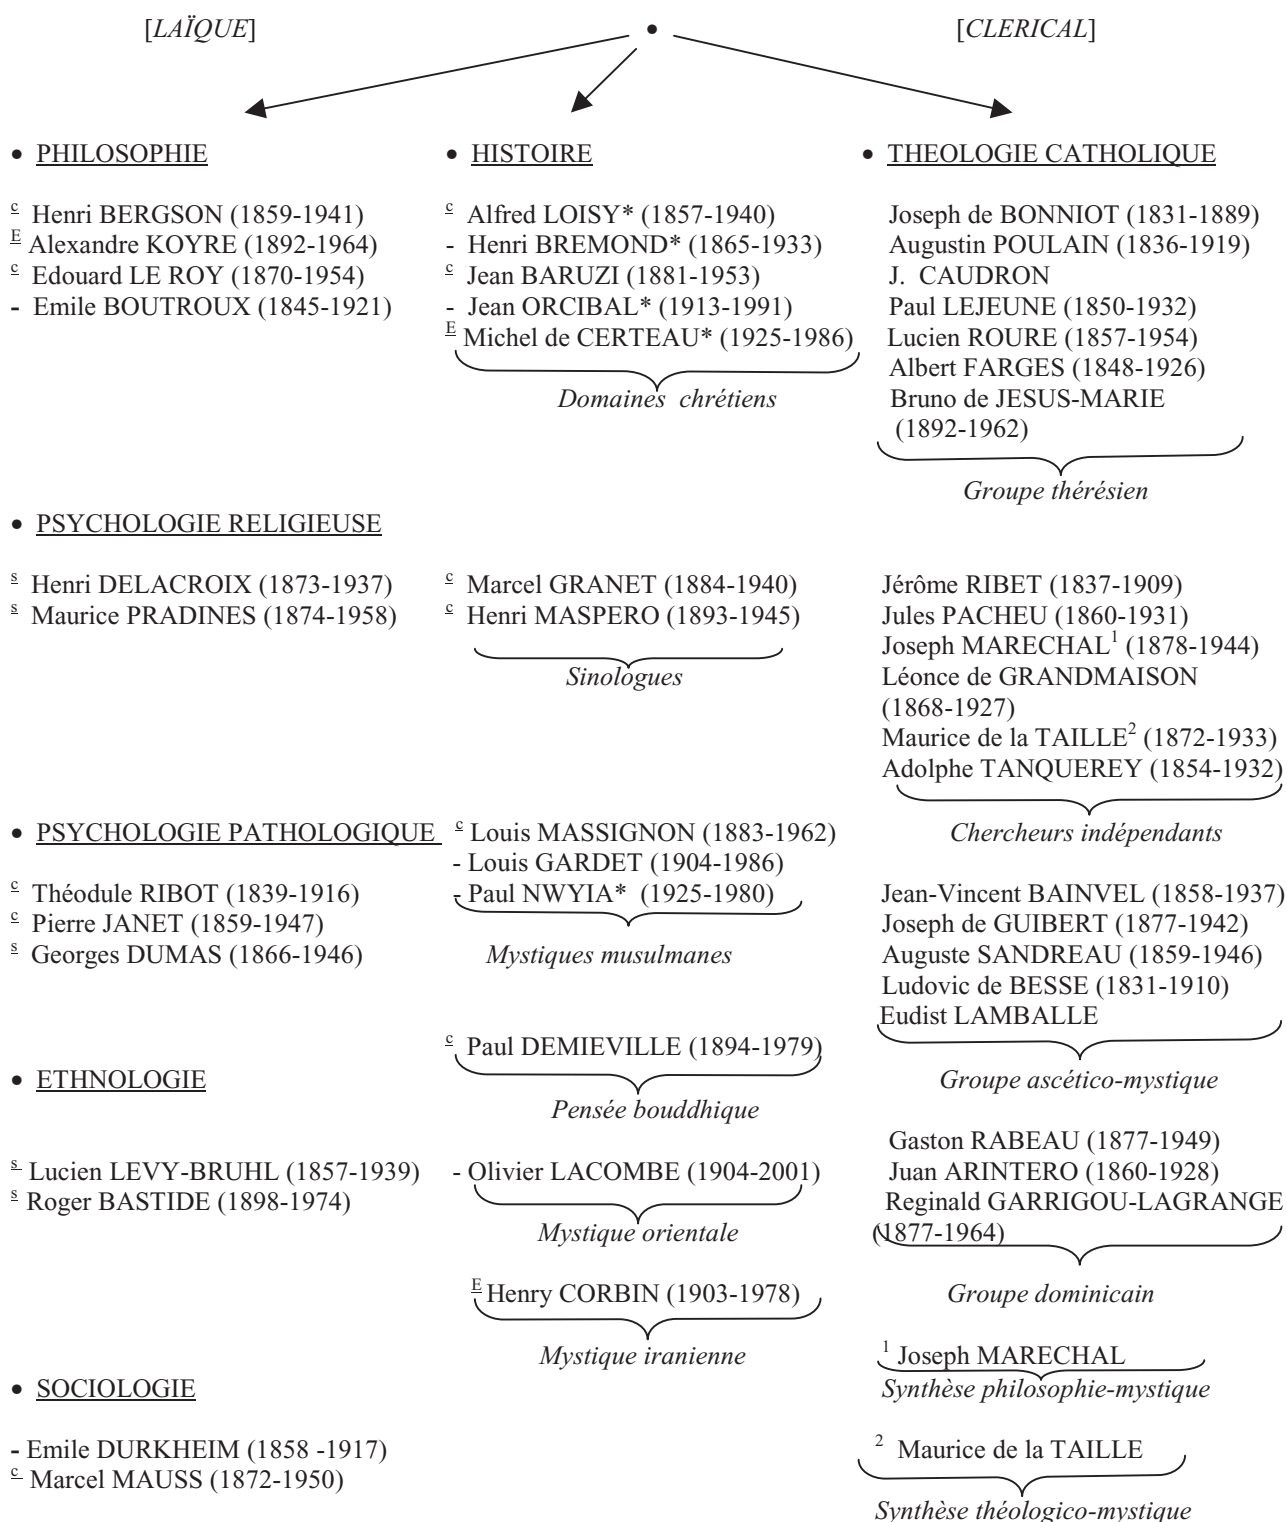 [LAÏQUE] • [CLERICAL]
• PHILOSOPHIE
c Henri BERGSON (1859-1941)
E Alexandre KOYRE (1892-1964)
c Edouard LE ROY (1870-1954)
- Emile BOUTROUX (1845-1921)
• PSYCHOLOGIE RELIGIEUSE
s Henri DELACROIX (1873-1937)
s Maurice PRADINES (1874-1958)
• PSYCHOLOGIE PATHOLOGIQUE
c Théodule RIBOT (1839-1916)
c Pierre JANET (1859-1947)
s Georges DUMAS (1866-1946)
• ETHNOLOGIE
s Lucien LEVY-BRUHL (1857-1939)
s Roger BASTIDE (1898-1974)
• SOCIOLOGIE
- Emile DURKHEIM (1858 -1917)
c Marcel MAUSS (1872-1950)
• HISTOIRE
c Alfred LOISY* (1857-1940)
- Henri BREMOND* (1865-1933)
c Jean BARUZI (1881-1953)
- Jean ORCIBAL* (1913-1991)
E Michel de CERTEAU* (1925-1986)
Domaines chrétiens
c Marcel GRANET (1884-1940)
c Henri MASPERO (1893-1945)
Sinologues
c Louis MASSIGNON (1883-1962)
- Louis GARDET (1904-1986)
- Paul NWYIA* (1925-1980)
Mystiques musulmanes
c Paul DEMIEVILLE (1894-1979)
Pensée bouddhique
- Olivier LACOMBE (1904-2001)
Mystique orientale
E Henry CORBIN (1903-1978)
Mystique iranienne
• THEOLOGIE CATHOLIQUE
Joseph de BONNIOT (1831-1889)
Augustin POULAIN (1836-1919)
J. CAUDRON
Paul LEJEUNE (1850-1932)
Lucien ROURE (1857-1954)
Albert FARGES (1848-1926)
Bruno de JESUS-MARIE
(1892-1962)
Groupe thérésien
Jérôme RIBET (1837-1909)
Jules PACHEU (1860-1931)
Joseph MARECHAL1 (1878-1944)
Léonce de GRANDMAISON
(1868-1927)
Maurice de la TAILLE2 (1872-1933)
Adolphe TANQUEREY (1854-1932)
Chercheurs indépendants
Jean-Vincent BAINVEL (1858-1937)
Joseph de GUIBERT (1877-1942)
Auguste SANDREAU (1859-1946)
Ludovic de BESSE (1831-1910)
Eudist LAMBALLE
Groupe ascético-mystique
Gaston RABEAU (1877-1949)
Juan ARINTERO (1860-1928)
Reginald GARRIGOU-LAGRANGE
(1877-1964)
Groupe dominicain
1 Joseph MARECHAL
Synthèse philosophie-mystique
2 Maurice de la TAILLE
Synthèse théologico-mystique